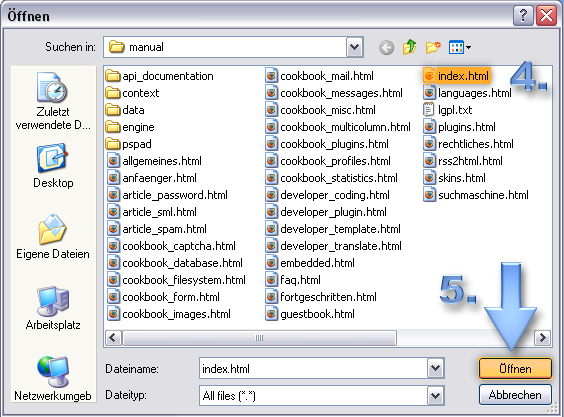 Öffnen
Suchen in:
manual
Zuletzt
verwendete D...
Desktop
Eigene Dateien
Arbeitsplatz
Netzwerkumgeb
api_documentation
context
data
engine
pspad
allgemeines.html
anfaenger.html
article_password.html
article_sml.html
article_spam.html
cookbook_captcha.html
cookbook_database.html
cookbook_filesystem.html
cookbook_form.html
cookbook_images.html
cookbook_mail.html
cookbook_messages.html
cookbook_misc.html
cookbook_multicolumn.html
cookbook_plugins.html
cookbook_profiles.html
cookbook_statistics.html
developer_coding.html
developer_plugin.html
developer_template.html
developer_translate.html
embedded.html
faq.html
fortgeschritten.html
guestbook.html
index.html
languages.html
lgpl.txt
plugins.html
rechtliches.html
rss2html.html
skins.html
suchmaschine.html
4.
5.
Dateiname:
index.html
Öffnen
Dateityp:
All files (*.*)
Abbrechen